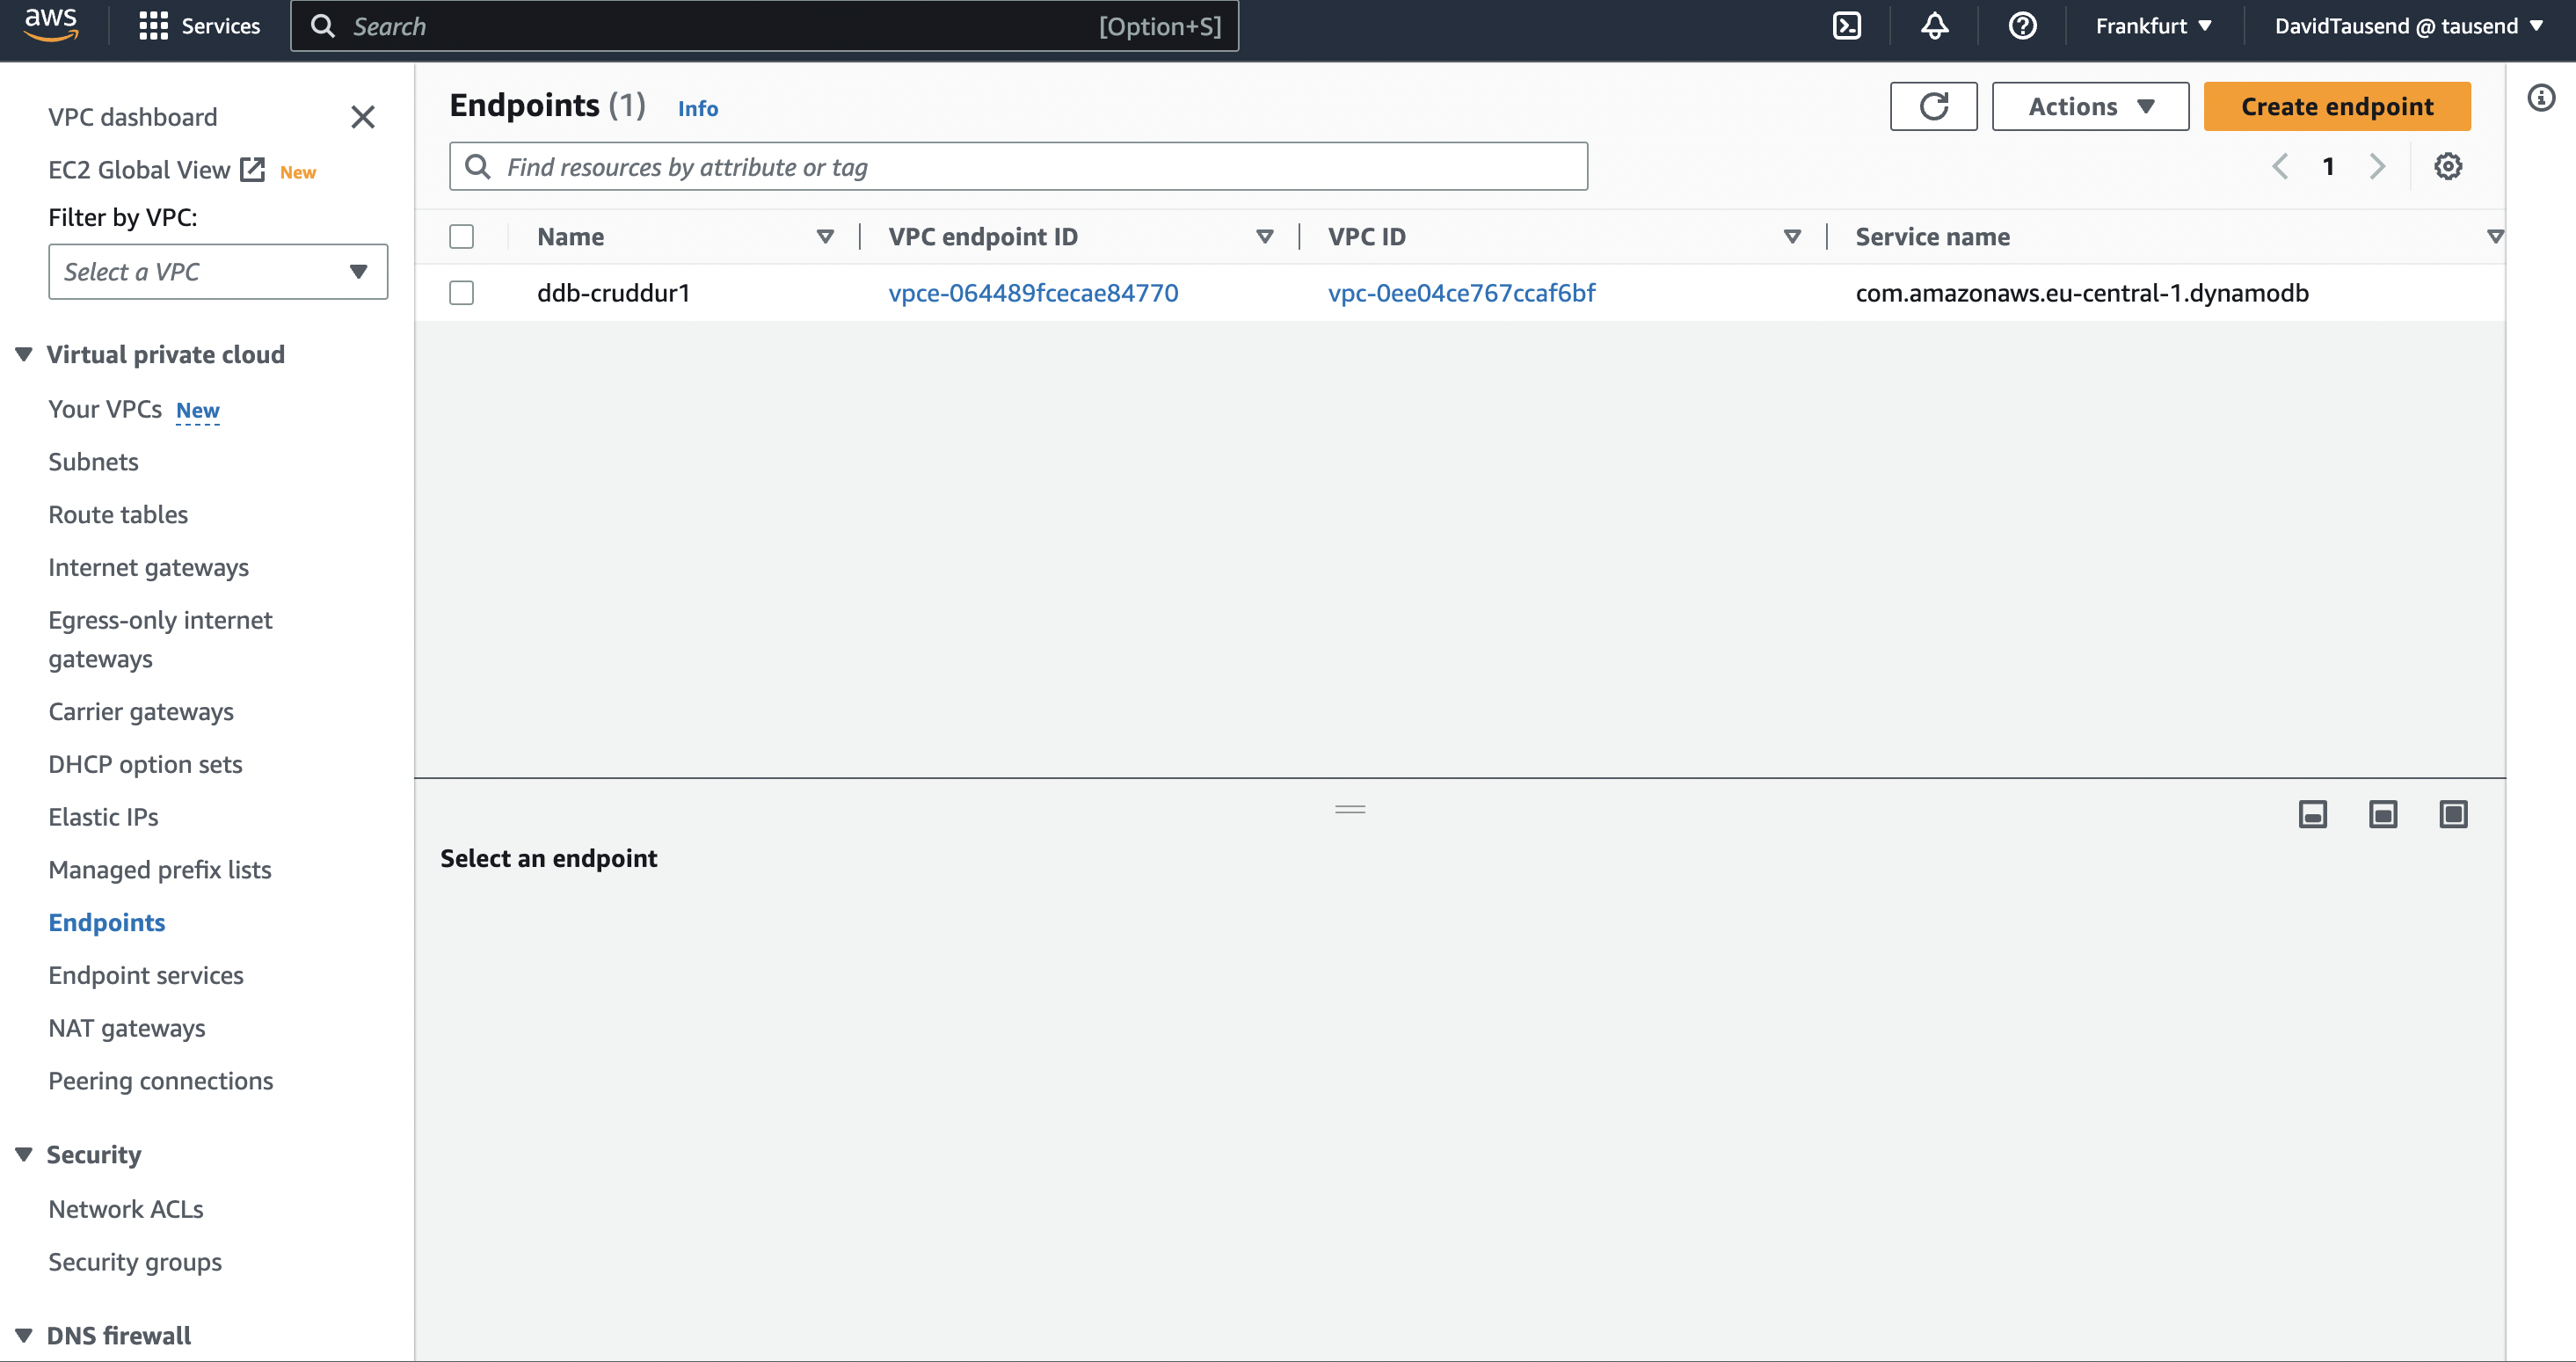 aws
Services
Search
[Option+S]
Frankfurt
DavidTausend @ tausend
VPC dashboard
EC2 Global View New
Filter by VPC:
Select a VPC
Virtual private cloud
Your VPCs New
Subnets
Route tables
Internet gateways
Egress-only internet
gateways
Carrier gateways
DHCP option sets
Elastic IPs
Managed prefix lists
Endpoints
Endpoint services
NAT gateways
Peering connections
Security
Network ACLs
Security groups
DNS firewall
Endpoints (1) Info
Actions
Create endpoint
Find resources by attribute or tag
1
Name VPC endpoint ID VPC ID Service name
ddb-cruddur1 vpce-064489fcecae84770 vpc-0ee04ce767ccaf6bf com.amazonaws.eu-central-1.dynamodb
Select an endpoint